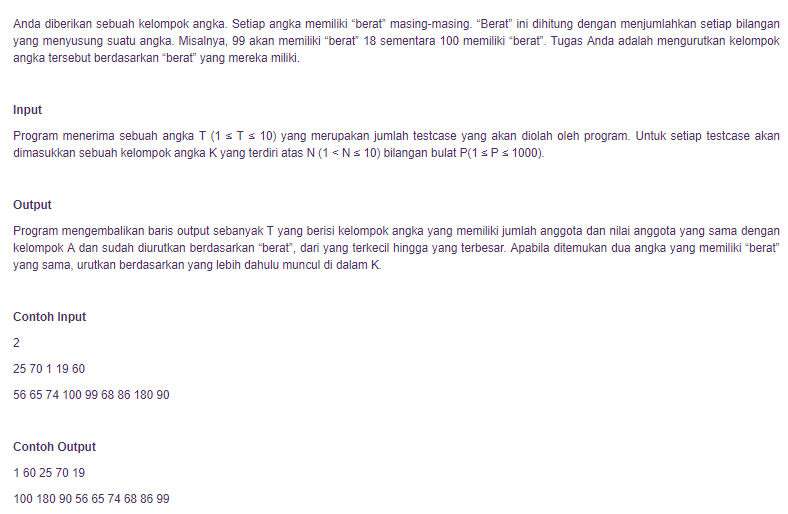 Anda diberikan sebuah kelompok angka. Setiap angka memiliki “berat” masing-masing. “Berat” ini dihitung dengan menjumlahkan setiap bilangan
yang menyusung suatu angka. Misalnya, 99 akan memiliki “berat” 18 sementara 100 memiliki “berat”. Tugas Anda adalah mengurutkan kelompok
angka tersebut berdasarkan “berat” yang mereka miliki.
Input
Program menerima sebuah angka T (1 ≤ T ≤ 10) yang merupakan jumlah testcase yang akan diolah oleh program. Untuk setiap testcase akan
dimasukkan sebuah kelompok angka K yang terdiri atas N (1 < N ≤ 10) bilangan bulat P(1 ≤ P ≤ 1000).
Output
Program mengembalikan baris output sebanyak T yang berisi kelompok angka yang memiliki jumlah anggota dan nilai anggota yang sama dengan
kelompok A dan sudah diurutkan berdasarkan “berat”, dari yang terkecil hingga yang terbesar. Apabila ditemukan dua angka yang memiliki “berat”
yang sama, urutkan berdasarkan yang lebih dahulu muncul di dalam K.
Contoh Input
2
25 70 1 19 60
56 65 74 100 99 68 86 180 90
Contoh Output
1 60 25 70 19
100 180 90 56 65 74 68 86 99